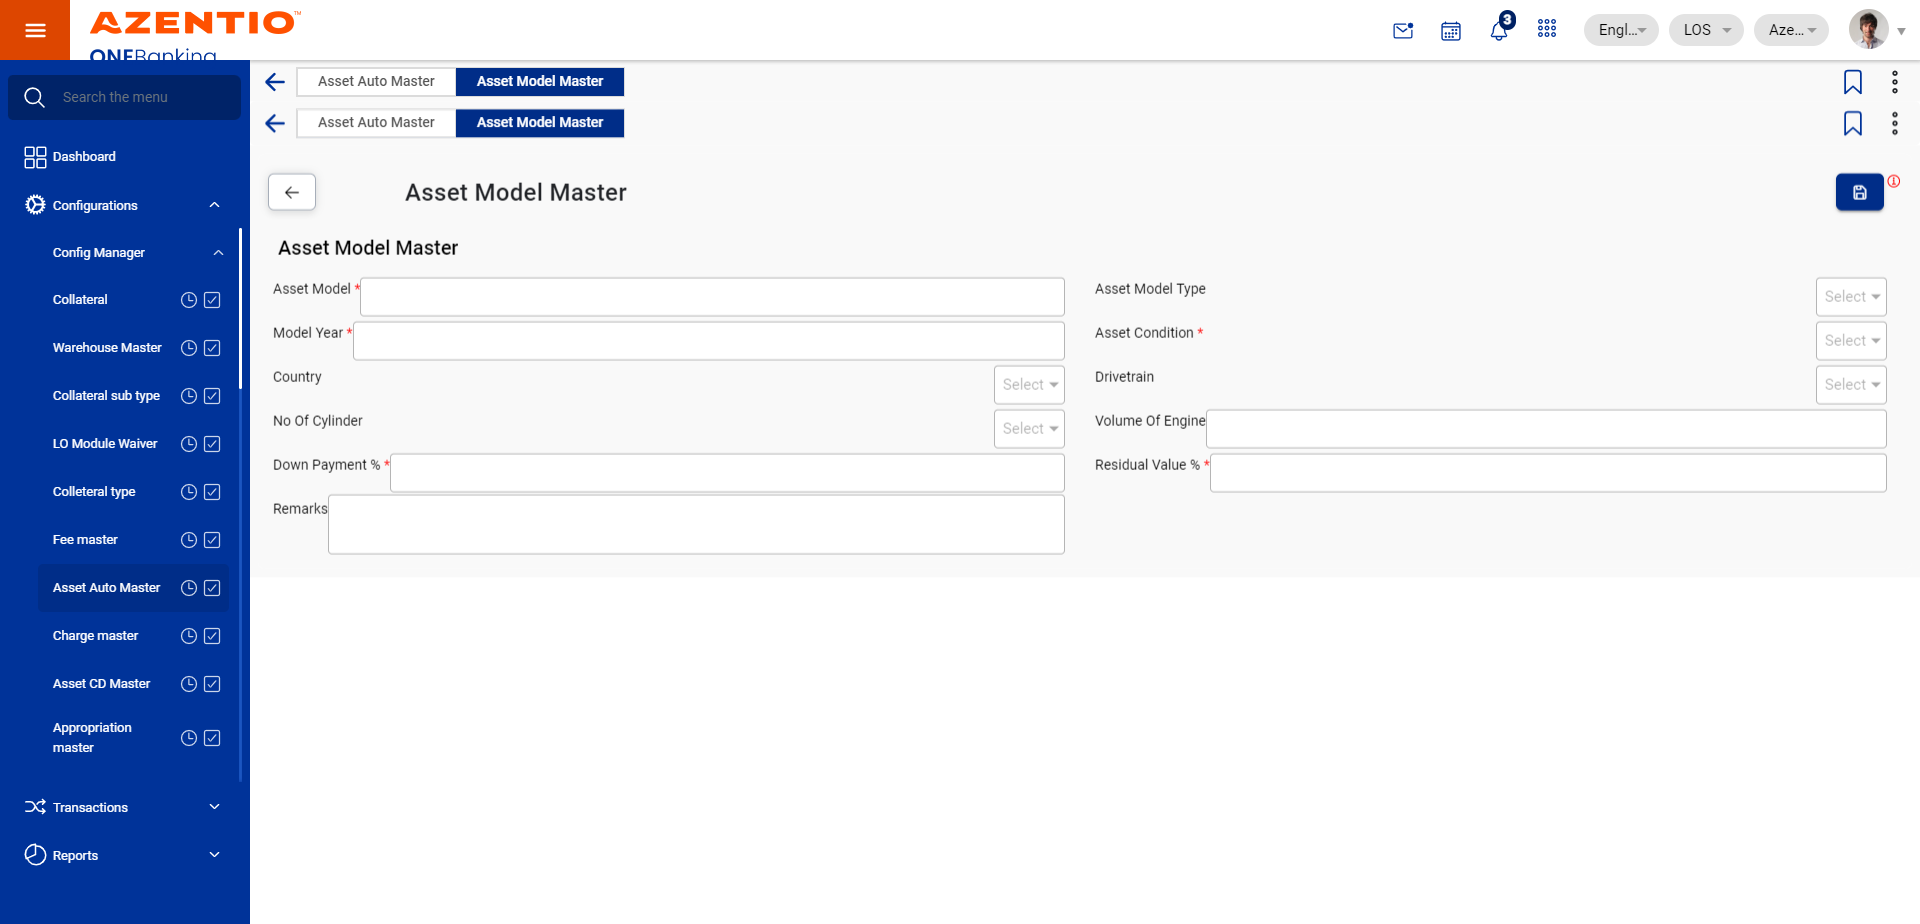 AZENTIO™
ONEBanking
3
Engl...
LOS
Aze...
Search the menu
Dashboard
Configurations
Config Manager
Collateral
Warehouse Master
Collateral sub type
LO Module Waiver
Colleteral type
Fee master
Asset Auto Master
Charge master
Asset CD Master
Appropriation
master
Transactions
Reports
Asset Auto Master
Asset Model Master
Asset Auto Master
Asset Model Master
Asset Model Master
Asset Model Master
Asset Model *
Asset Model Type
Select
Model Year *
Asset Condition *
Select
Country
Select
Drivetrain
Select
No Of Cylinder
Select
Volume Of Engine
Down Payment % *
Residual Value % *
Remarks